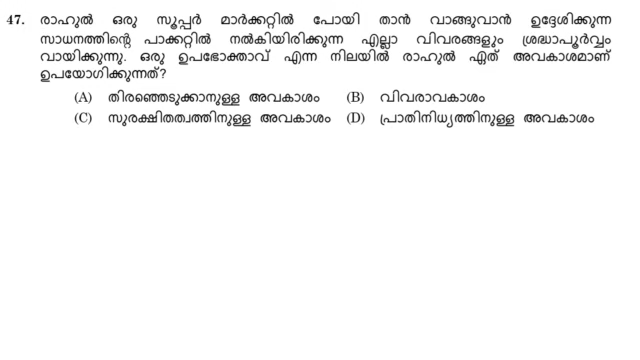 47. രാഹുൽ ഒരു സൂപ്പർ മാർക്കറ്റിൽ പോയി താൻ വാങ്ങുവാൻ ഉദ്ദേശിക്കുന്ന
സാധനത്തിന്റെ പാക്കറ്റിൽ നൽകിയിരിക്കുന്ന എല്ലാ വിവരങ്ങളും ശ്രദ്ധാപൂർവ്വം
വായിക്കുന്നു. ഒരു ഉപഭോക്താവ് എന്ന നിലയിൽ രാഹുൽ ഏത് അവകാശമാണ്
ഉപയോഗിക്കുന്നത്?
(A) തിരഞ്ഞെടുക്കാനുള്ള അവകാശം (B) വിവരാവകാശം
(C) സുരക്ഷിതത്വത്തിനുള്ള അവകാശം (D) പ്രാതിനിധ്യത്തിനുള്ള അവകാശം